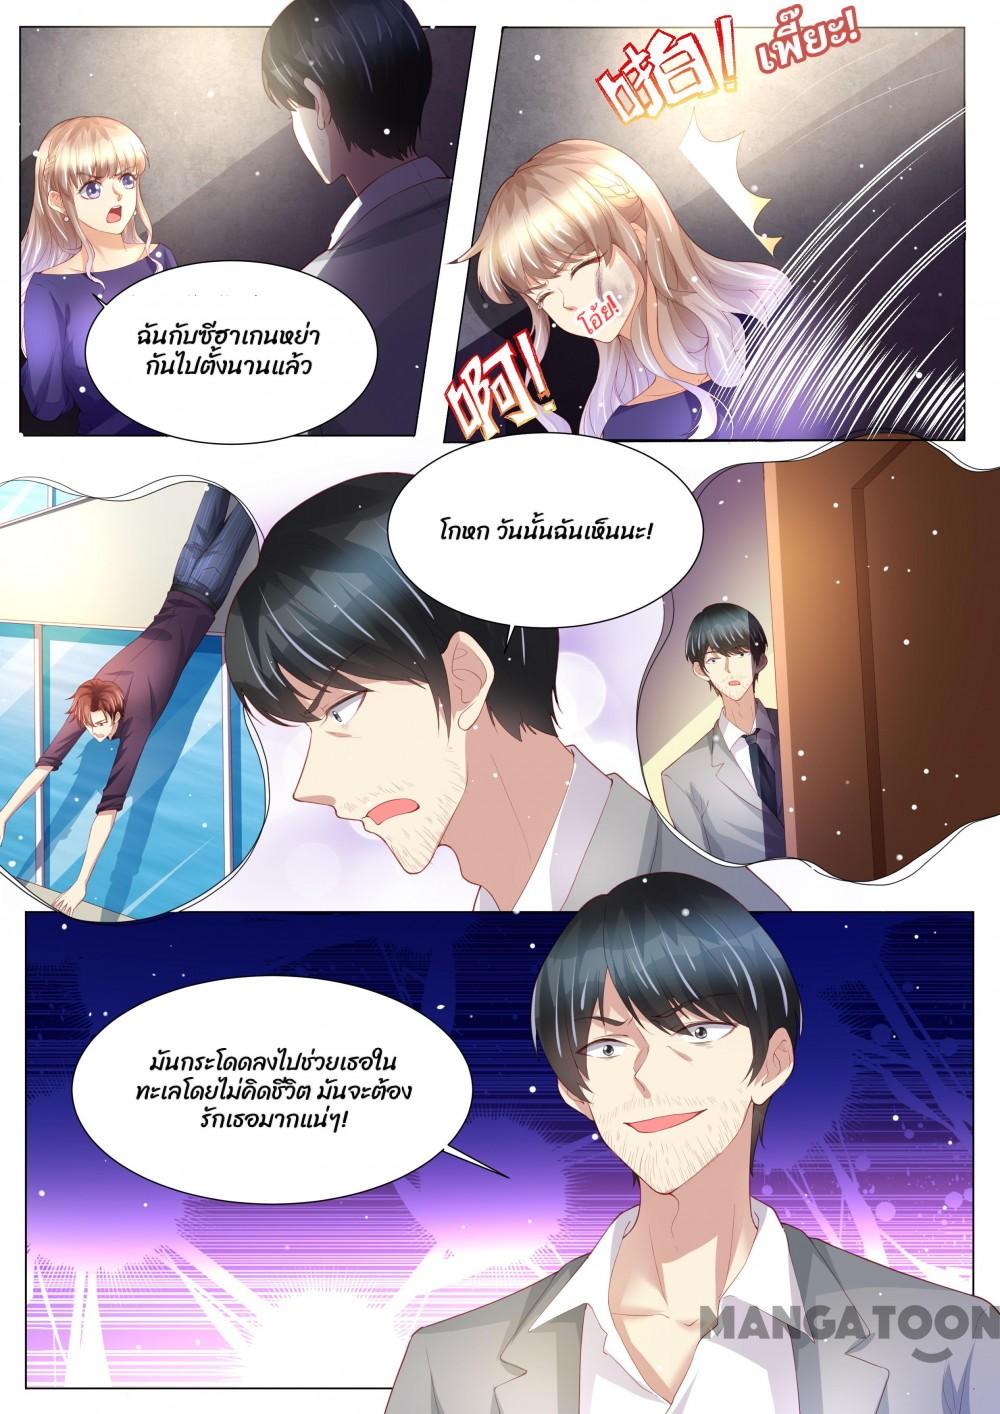 啪！
เพี๊ยะ!
ฉันกับซีฮาเกนหย่า
กันไปตั้งนานแล้ว
โอ้ย!
啊！
โกหก วันนั้นฉันเห็นนะ!
มันกระโดดลงไปช่วยเธอใน
ทะเลโดยไม่คิดชีวิต มันจะต้อง
รักเธอมากแน่ๆ!
MANGATOON